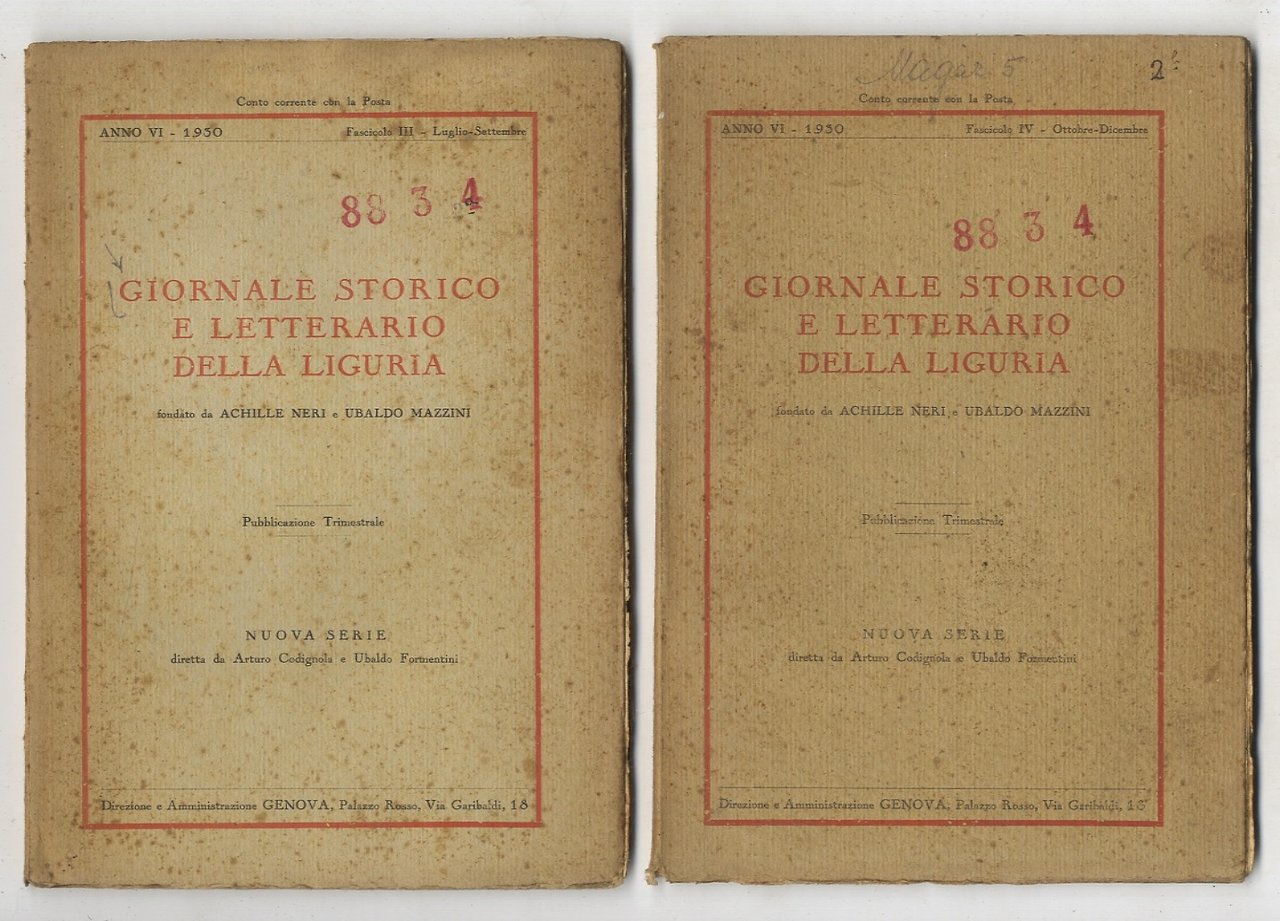 Conto corrente con la Posta
ANNO VI - 1930 Fascicolo III - Luglio-Settembre
88 3 4
GIORNALE STORICO
E LETTERARIO
DELLA LIGURIA
fondato da ACHILLE NERI e UBALDO MAZZINI
Pubblicazione Trimestrale
NUOVA SERIE
diretta da Arturo Codignola e Ubaldo Formentini
Direzione e Amministrazione GENOVA, Palazzo Rosso, Via Garibaldi, 18
Magaz 5
2
Conto corrente con la Posta
ANNO VI - 1930 Fascicolo IV - Ottobre-Dicembre
88 3 4
GIORNALE STORICO
E LETTERARIO
DELLA LIGURIA
fondato da ACHILLE NERI e UBALDO MAZZINI
Pubblicazione Trimestrale
NUOVA SERIE
diretta da Arturo Codignola e Ubaldo Formentini
Direzione e Amministrazione GENOVA, Palazzo Rosso, Via Garibaldi, 18